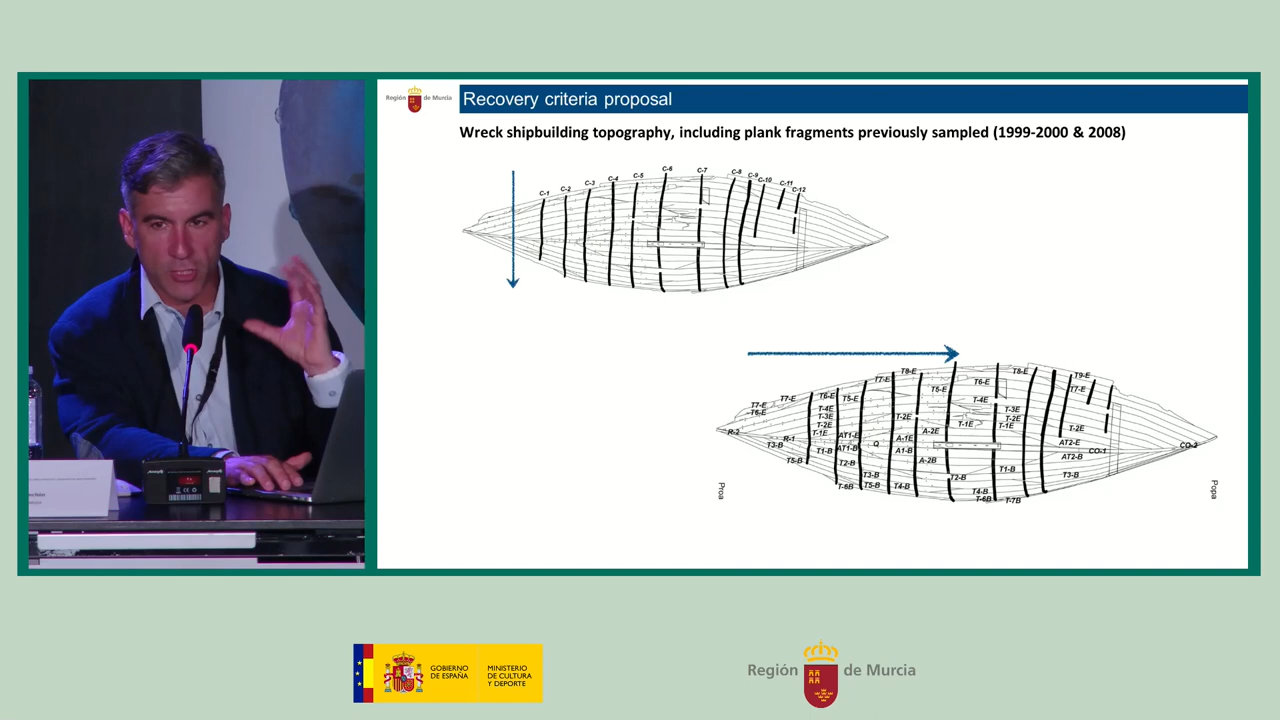 Región de Murcia
Recovery criteria proposal
Wreck shipbuilding topography, including plank fragments previously sampled (1999-2000 & 2008)
C-1 C-2 C-3 C-4 C-5 C-6 C-7 C-8 C-9 C-10 C-11 C-12
T7-E T8-E T5-E T6-E T8-E T9-E T7-E
T7-E T7-E T6-E T5-E T-4E
T6-E T-4E T-3E T-2E T-1E
T-2E T-1E T-3E T-2E T-1E T-2E
R-2 R-1 AT1-E Q A-1E A-2E AT2-E
T3-B T1-B AT1-B A1-B CO-1 CO-2
T5-B T2-B A-2B AT2-B
T3-B T2-B T1-B T3-B
T-6B T5-B T4-B T4-B
T-6B T-7B
Proa
Popa
GOBIERNO DE ESPAÑA
MINISTERIO DE CULTURA Y DEPORTE
Región de Murcia